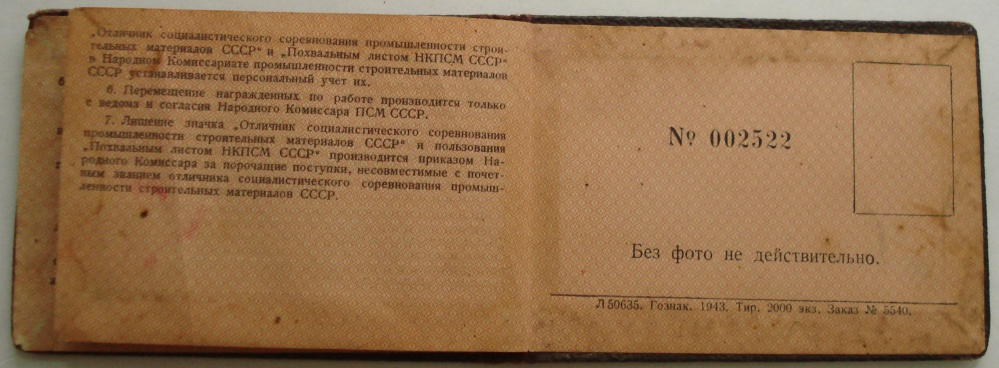 „Отличник социалистического соревнования промышленности строи-
тельных материалов СССР“ и „Похвальным листом НКПСМ СССР“
в Народном Комиссариате промышленности строительных материалов
СССР устанавливается персональный учет их.
6. Перемещение награжденных по работе производится только
с ведома и согласия Народного Комиссара ПСМ СССР.
7. Лишение значка „Отличник социалистического соревнования
промышленности строительных материалов СССР“ и пользования
„Похвальным листом НКПСМ СССР“ производится приказом На-
родного Комиссара за порочащие поступки, несовместимые с почет-
ным званием отличника социалистического соревнования промыш-
ленности строительных материалов СССР.
№ 002522
Без фото не действительно.
Л 50635. Гознак. 1943. Тир. 2000 экз. Заказ № 5540.